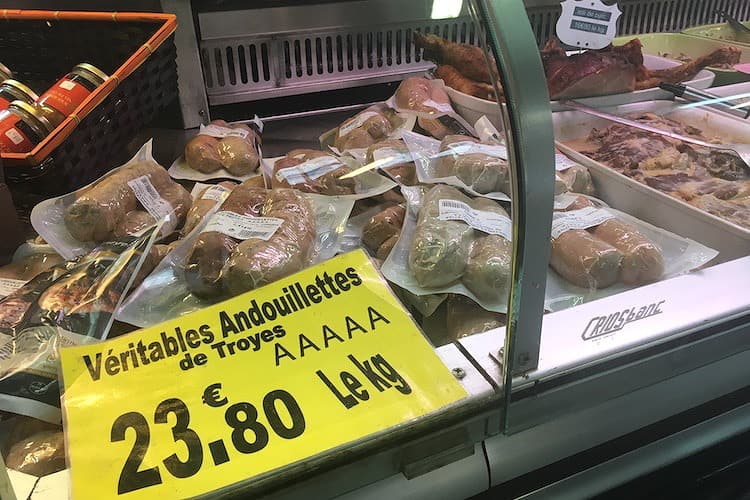 Véritables Andouillettes
de Troyes AAAAA
23.80 € Le kg
CRIOSBANC